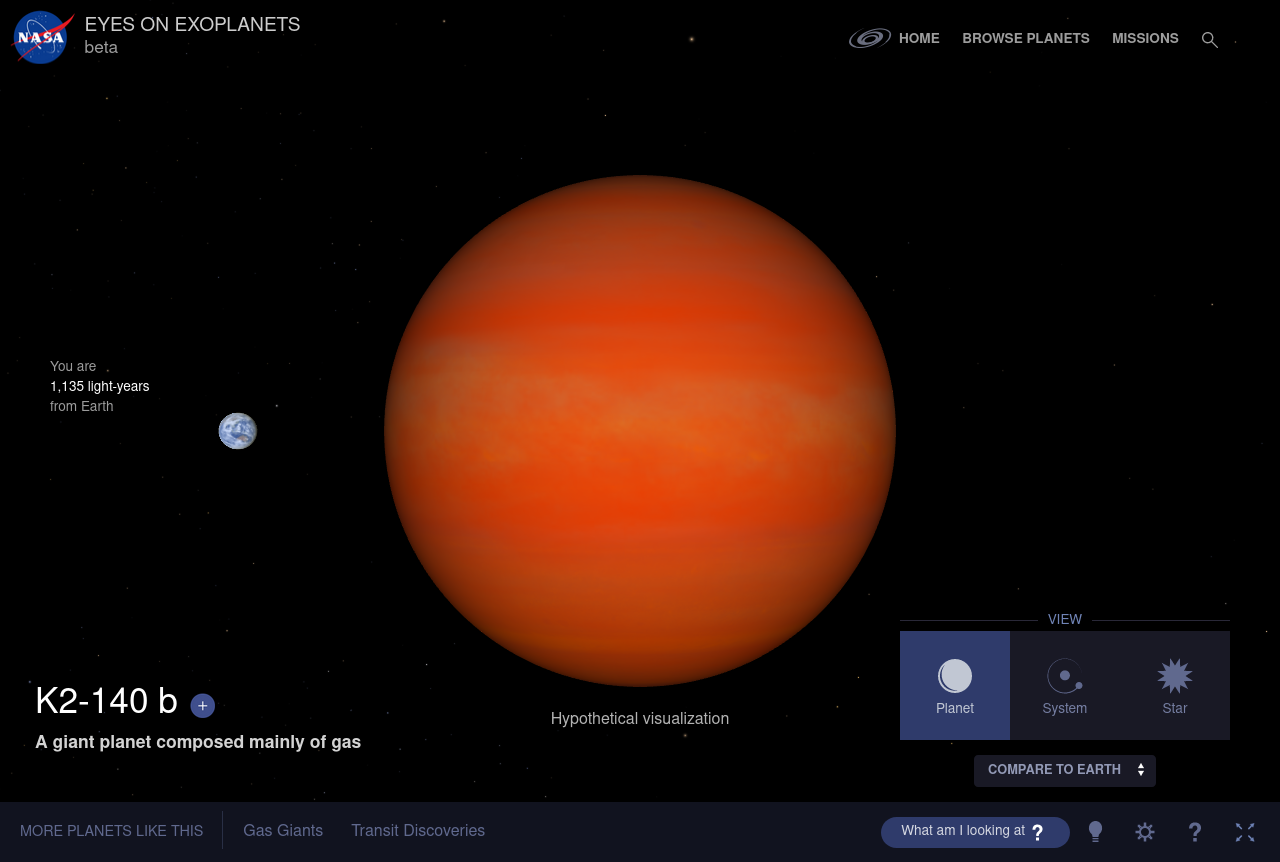 NASA
EYES ON EXOPLANETS
beta
HOME
BROWSE PLANETS
MISSIONS
You are
1,135 light-years
from Earth
K2-140 b +
A giant planet composed mainly of gas
Hypothetical visualization
VIEW
Planet
System
Star
COMPARE TO EARTH
MORE PLANETS LIKE THIS
Gas Giants
Transit Discoveries
What am I looking at ?
?